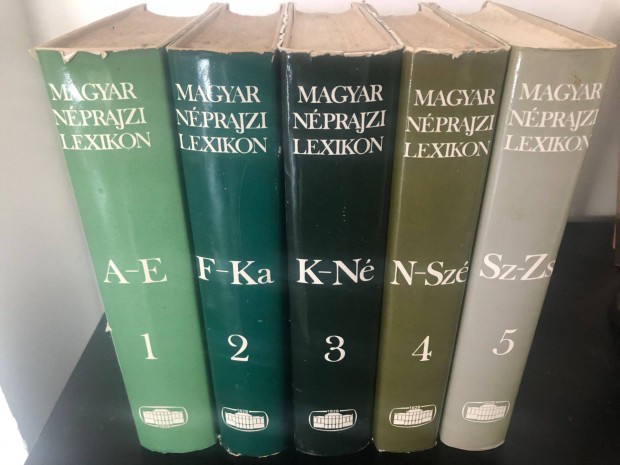 MAGYAR
NÉPRAJZI
LEXIKON
A-E
1
MAGYAR
NÉPRAJZI
LEXIKON
F-Ka
2
MAGYAR
NÉPRAJZI
LEXIKON
K-Né
3
MAGYAR
NÉPRAJZI
LEXIKON
N-Szé
4
MAGYAR
NÉPRAJZI
LEXIKON
Sz-Zs
5